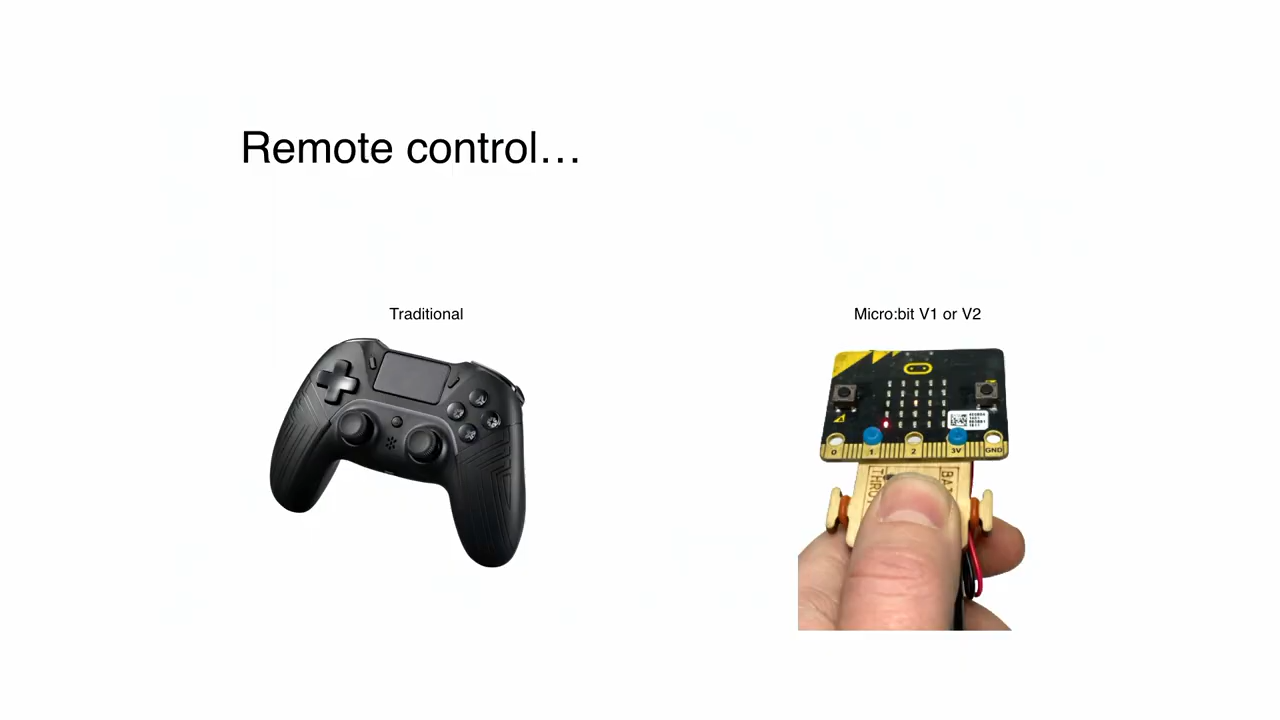 Remote control…
Traditional
Micro:bit V1 or V2
0 1 2 3V GND